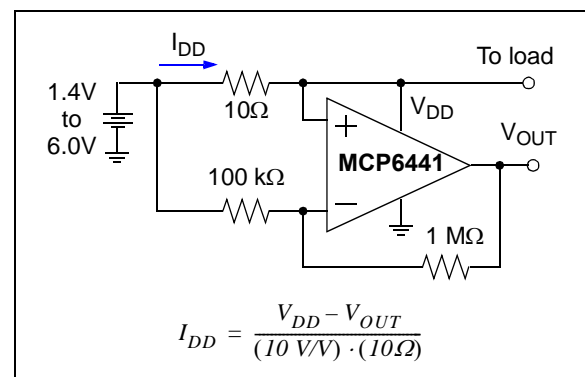 I_DD
To load
1.4V
to
6.0V
10Ω
V_DD
V_OUT
+
MCP6441
100 kΩ
−
1 MΩ
I_DD = (V_DD – V_OUT) / ((10 V/V) · (10Ω))